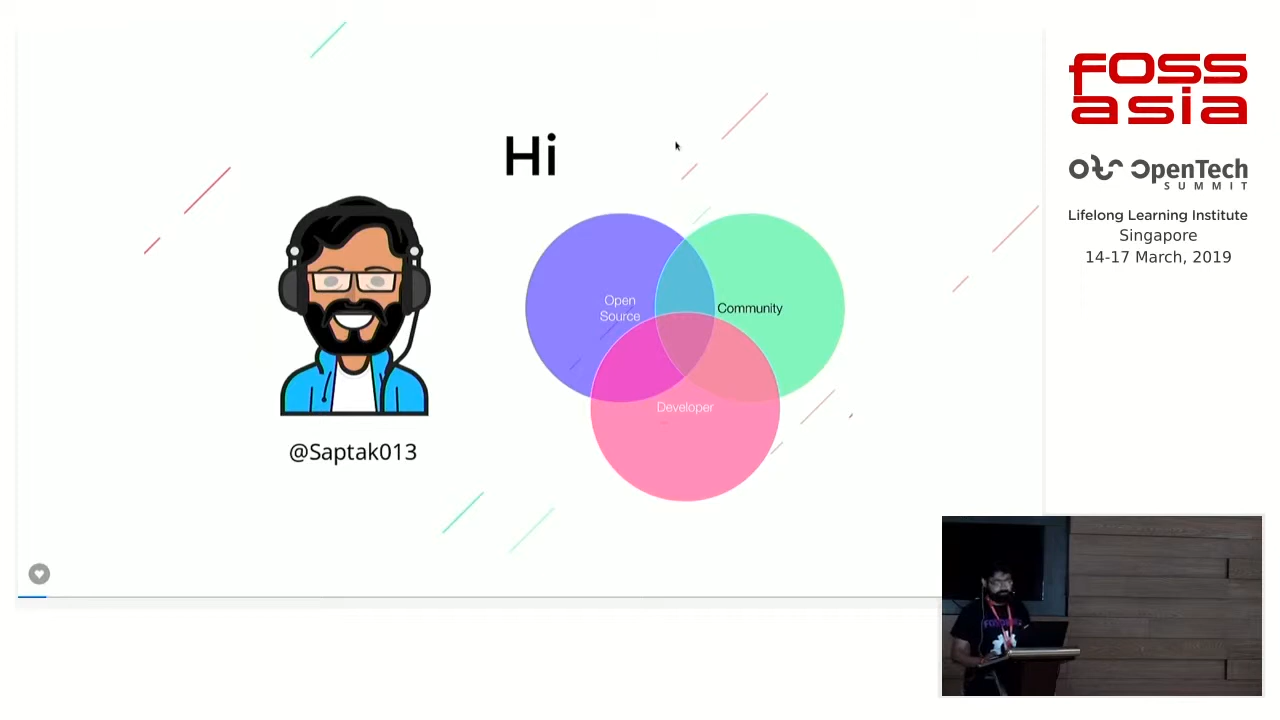 Hi
Open
Source
Community
Developer
@Saptak013
FOSS
asia
OpenTech
SUMMIT
Lifelong Learning Institute
Singapore
14-17 March, 2019